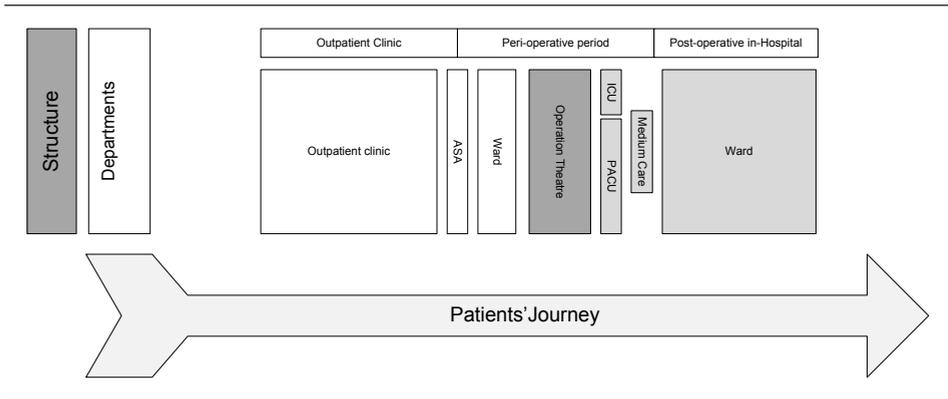 Structure
Departments
Outpatient Clinic
Peri-operative period
Post-operative in-Hospital
Outpatient clinic
ASA
Ward
Operation Theatre
ICU
PACU
Medium Care
Ward
Patients’Journey